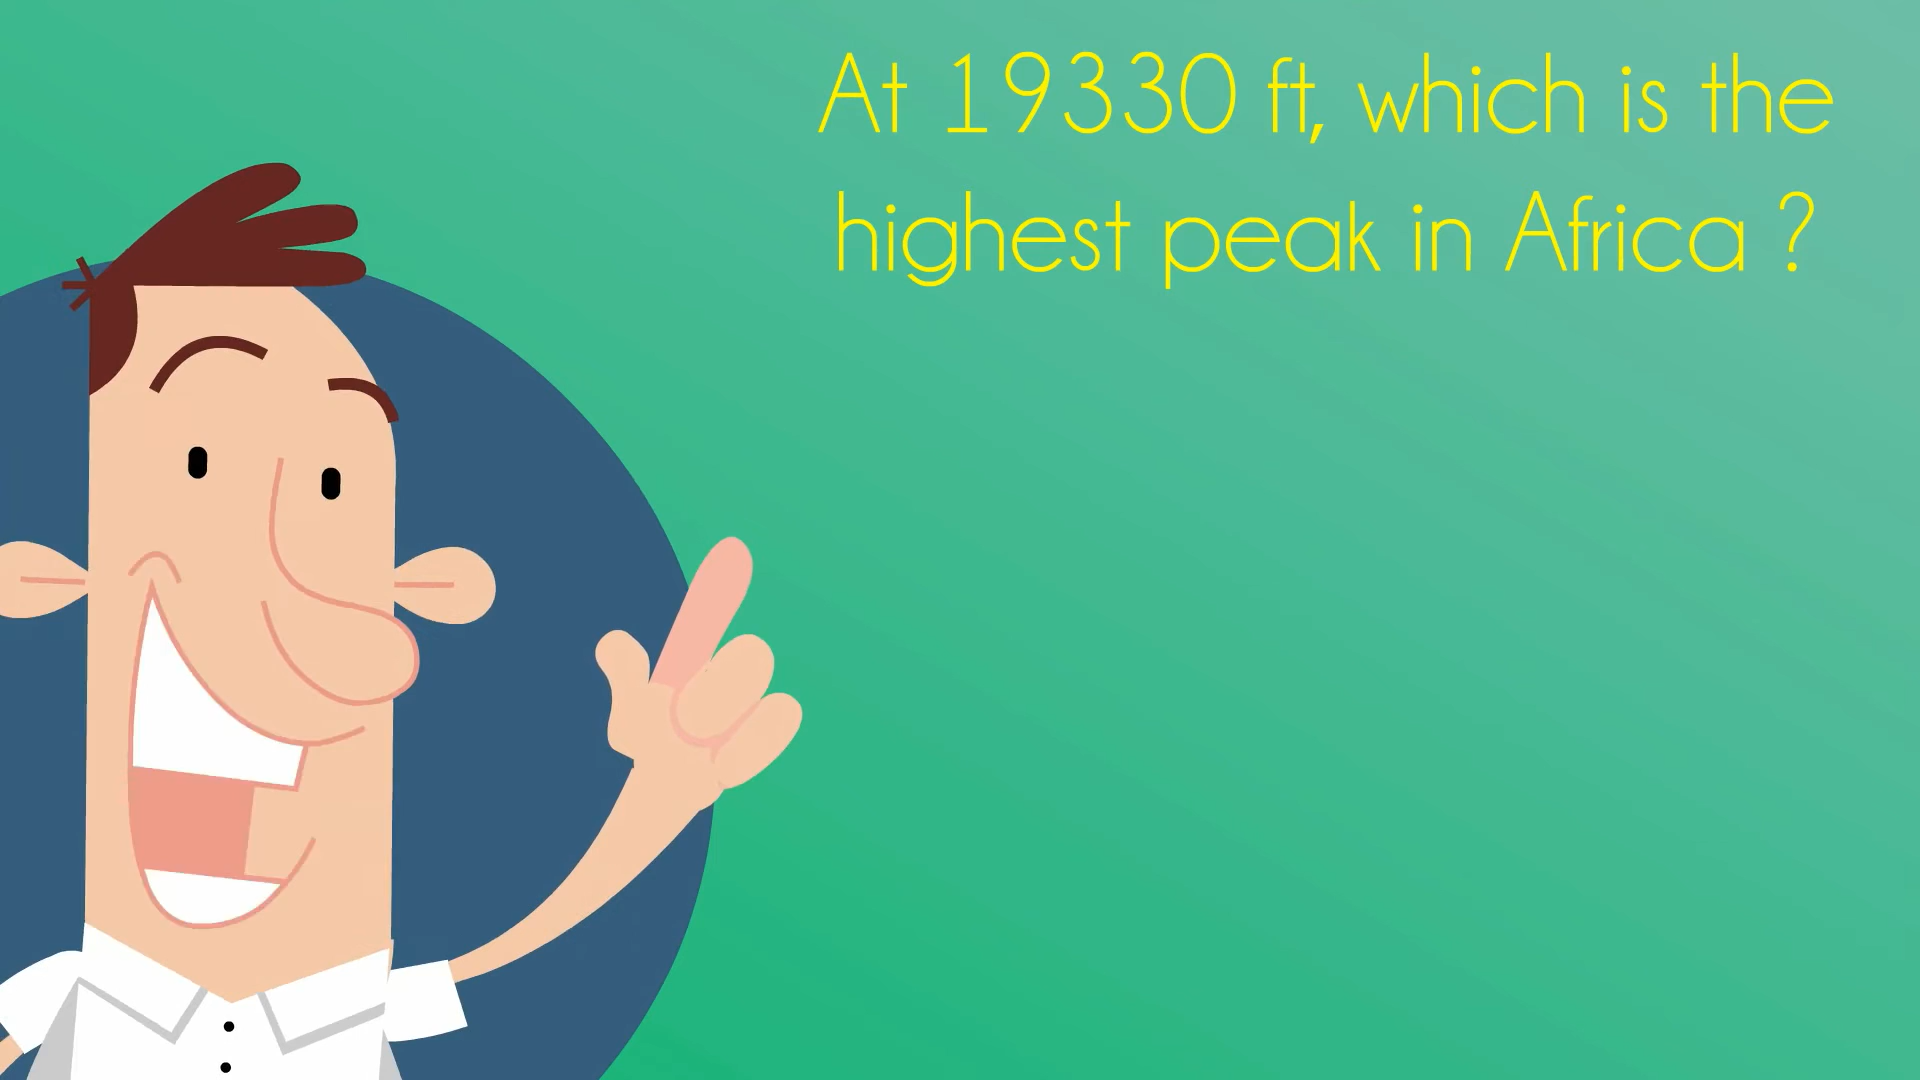 At 19330 ft, which is the
highest peak in Africa ?